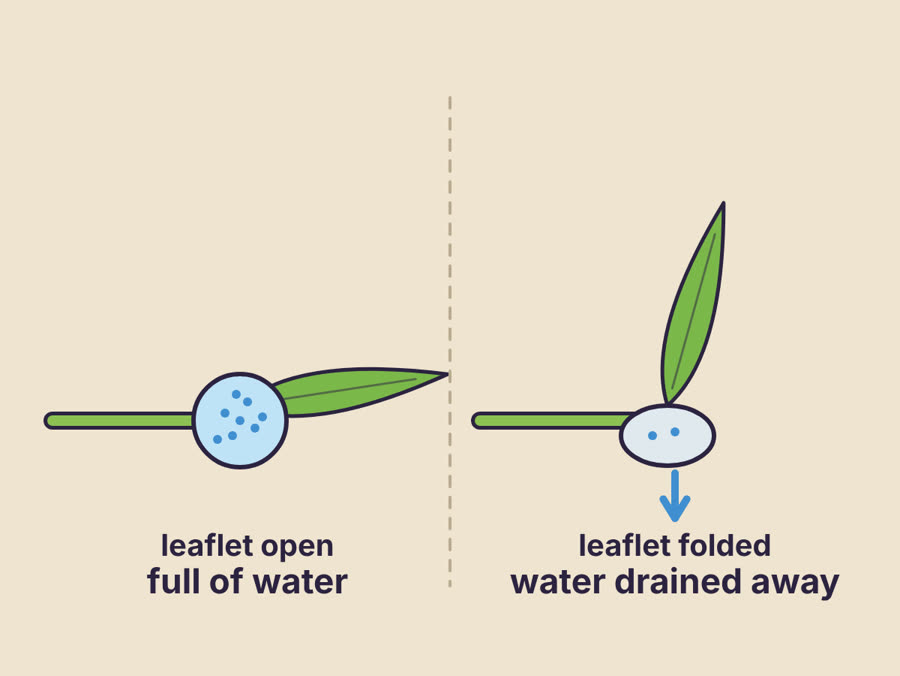 leaflet open
full of water
leaflet folded
water drained away